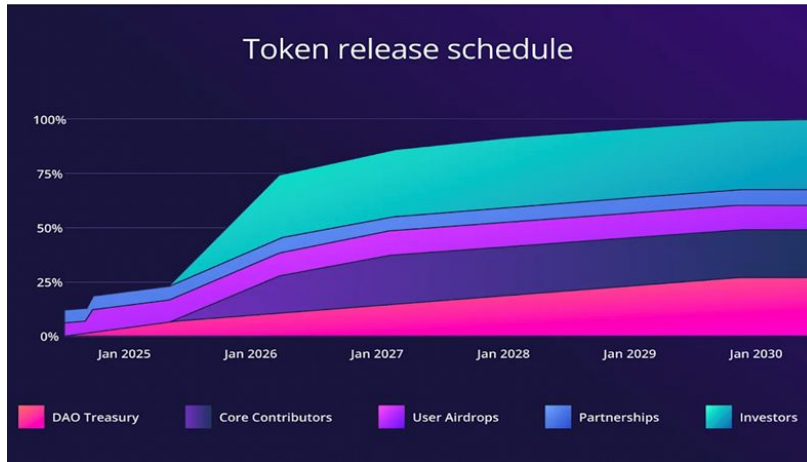 Token release schedule
100%
75%
50%
25%
0%
Jan 2025 Jan 2026 Jan 2027 Jan 2028 Jan 2029 Jan 2030
DAO Treasury Core Contributors User Airdrops Partnerships Investors